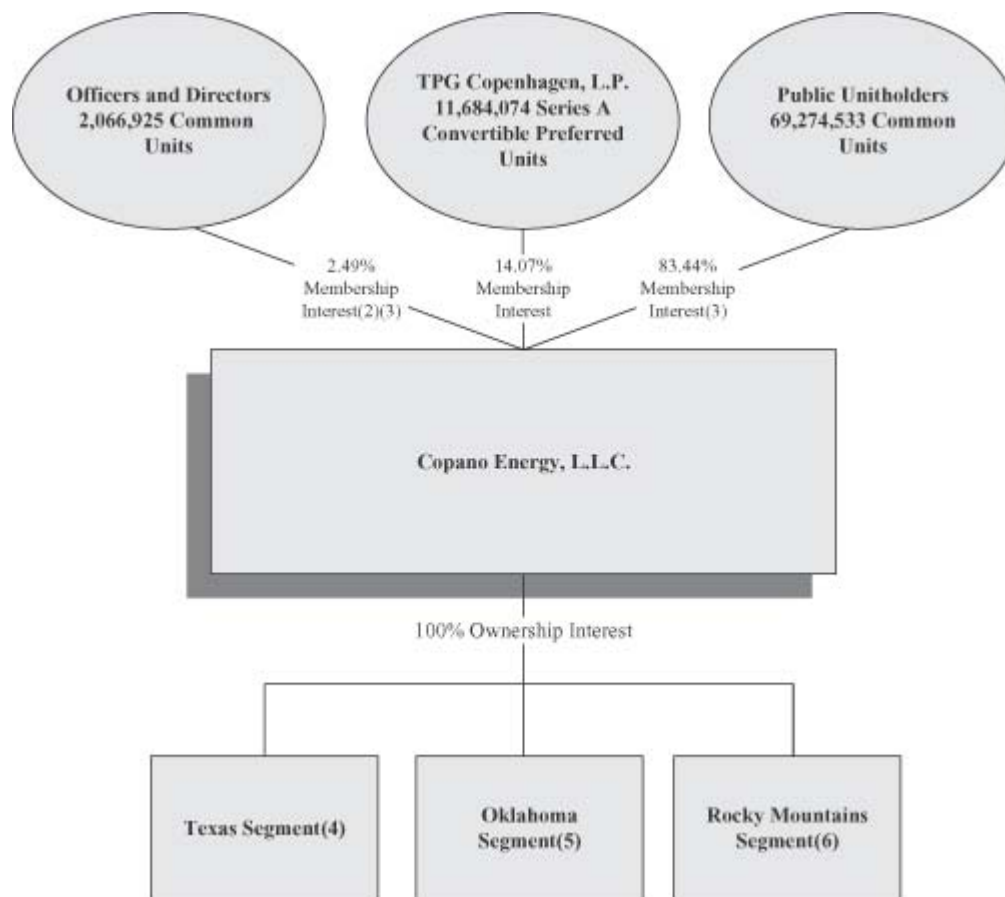 Officers and Directors
2,066,925 Common
Units
TPG Copenhagen, L.P.
11,684,074 Series A
Convertible Preferred
Units
Public Unitholders
69,274,533 Common
Units
2.49%
Membership
Interest(2)(3)
14.07%
Membership
Interest
83.44%
Membership
Interest(3)
Copano Energy, L.L.C.
100% Ownership Interest
Texas Segment(4)
Oklahoma
Segment(5)
Rocky Mountains
Segment(6)